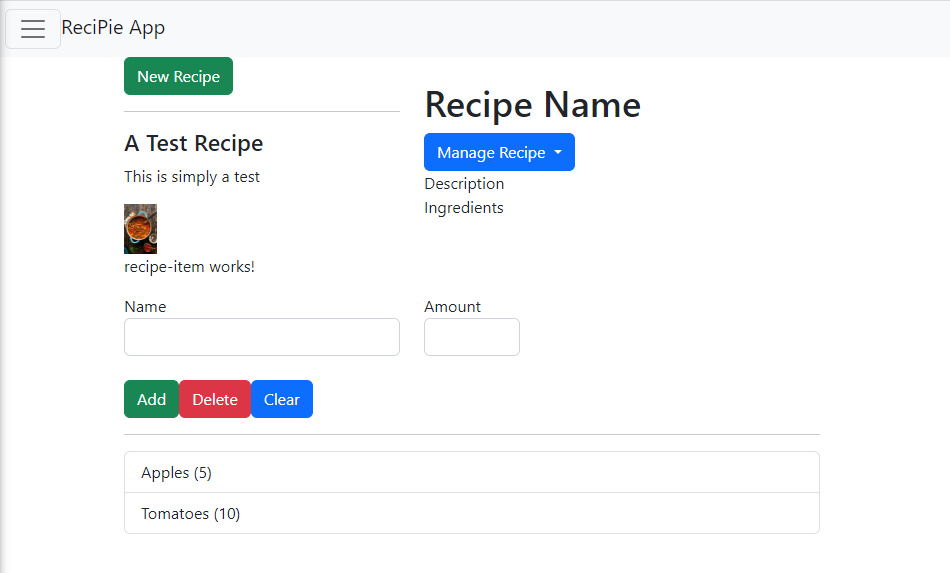 ReciPie App
New Recipe
A Test Recipe
This is simply a test
recipe-item works!
Recipe Name
Manage Recipe
Description
Ingredients
Name
Amount
Add
Delete
Clear
Apples (5)
Tomatoes (10)